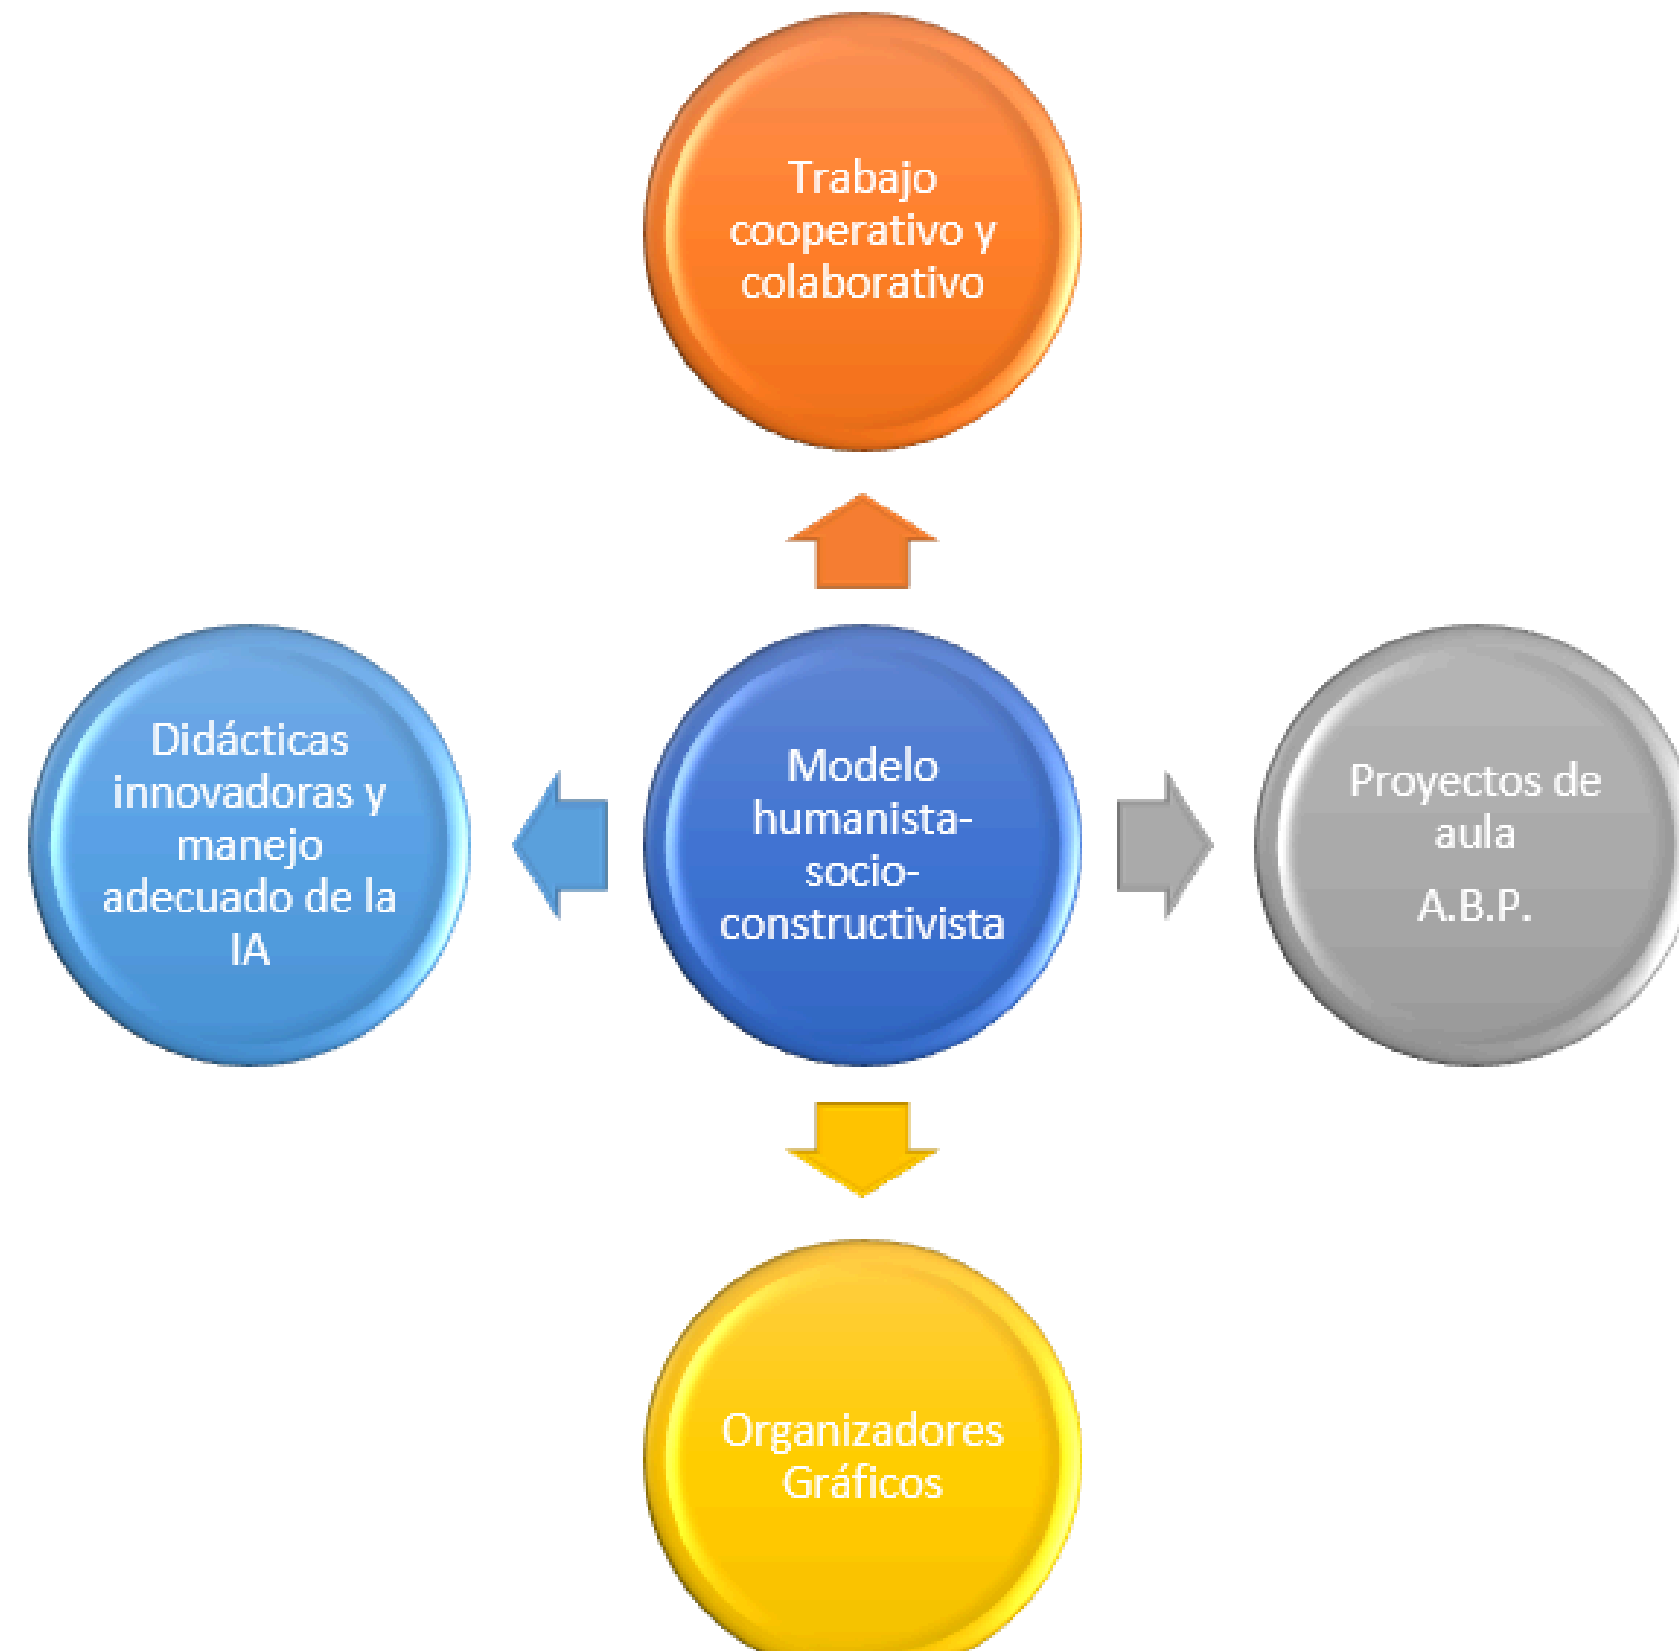 Trabajo
cooperativo y
colaborativo
Didácticas
innovadoras y
manejo
adecuado de la
IA
Modelo
humanista-
socio-
constructivista
Proyectos de
aula
A.B.P.
Organizadores
Gráficos